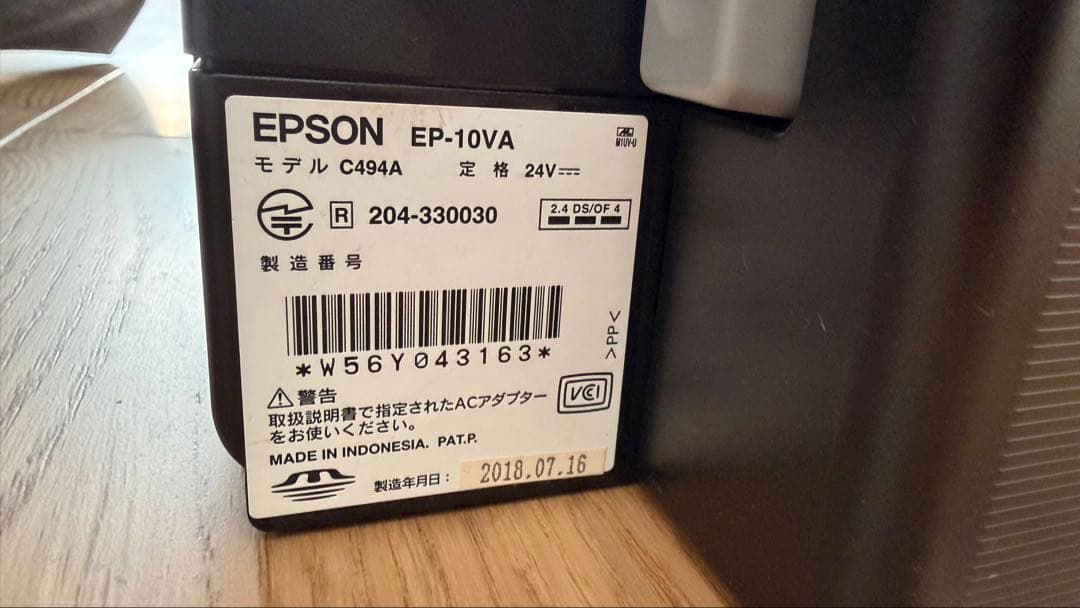 EPSON EP-10VA
モデル C494A 定格 24V
R 204-330030 2.4 DS/OF 4
製造番号
*W56Y043163*
>PP<
警告
取扱説明書で指定されたACアダプター
をお使いください。
VCI
MADE IN INDONESIA. PAT.P.
製造年月日: 2018.07.16